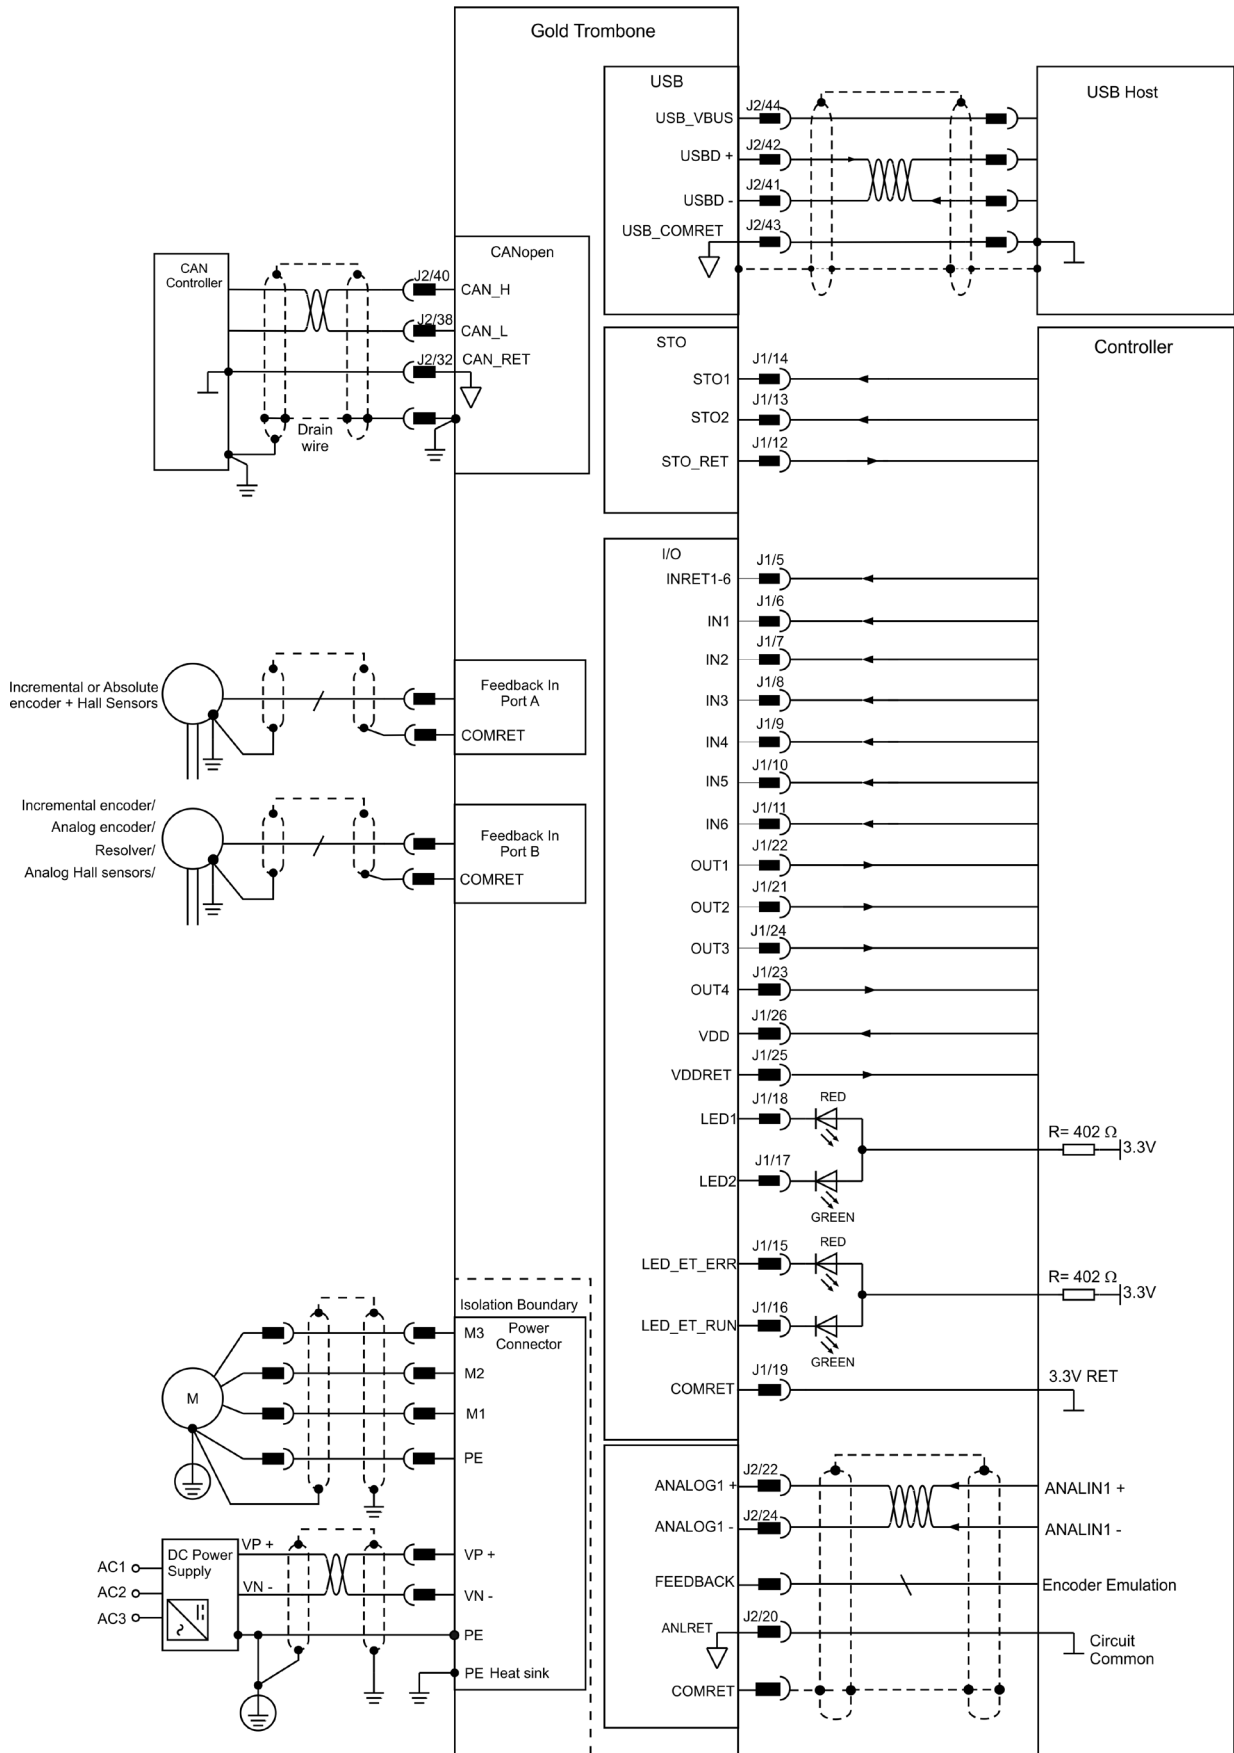 Gold Trombone
USB
USB Host
J2/44
USB_VBUS
J2/42
USBD +
J2/41
USBD -
J2/43
USB_COMRET
CAN
Controller
CANopen
J2/40
CAN_H
J2/38
CAN_L
J2/32
CAN_RET
Drain
wire
STO
Controller
J1/14
STO1
J1/13
STO2
J1/12
STO_RET
I/O
J1/5
INRET1-6
J1/6
IN1
J1/7
IN2
J1/8
IN3
J1/9
IN4
J1/10
IN5
J1/11
IN6
J1/22
OUT1
J1/21
OUT2
J1/24
OUT3
J1/23
OUT4
J1/26
VDD
J1/25
VDDRET
J1/18
LED1
RED
J1/17
LED2
GREEN
R= 402 Ω
3.3V
J1/15
LED_ET_ERR
RED
J1/16
LED_ET_RUN
GREEN
R= 402 Ω
3.3V
J1/19
COMRET
3.3V RET
Incremental or Absolute
encoder + Hall Sensors
Feedback In
Port A
COMRET
Incremental encoder/
Analog encoder/
Resolver/
Analog Hall sensors/
Feedback In
Port B
COMRET
Isolation Boundary
Power
Connector
M3
M2
M1
PE
M
DC Power
Supply
AC1
AC2
AC3
VP +
VN -
VP +
VN -
PE
PE Heat sink
J2/22
ANALOG1 +
ANALIN1 +
J2/24
ANALOG1 -
ANALIN1 -
FEEDBACK
Encoder Emulation
J2/20
ANLRET
Circuit
Common
COMRET